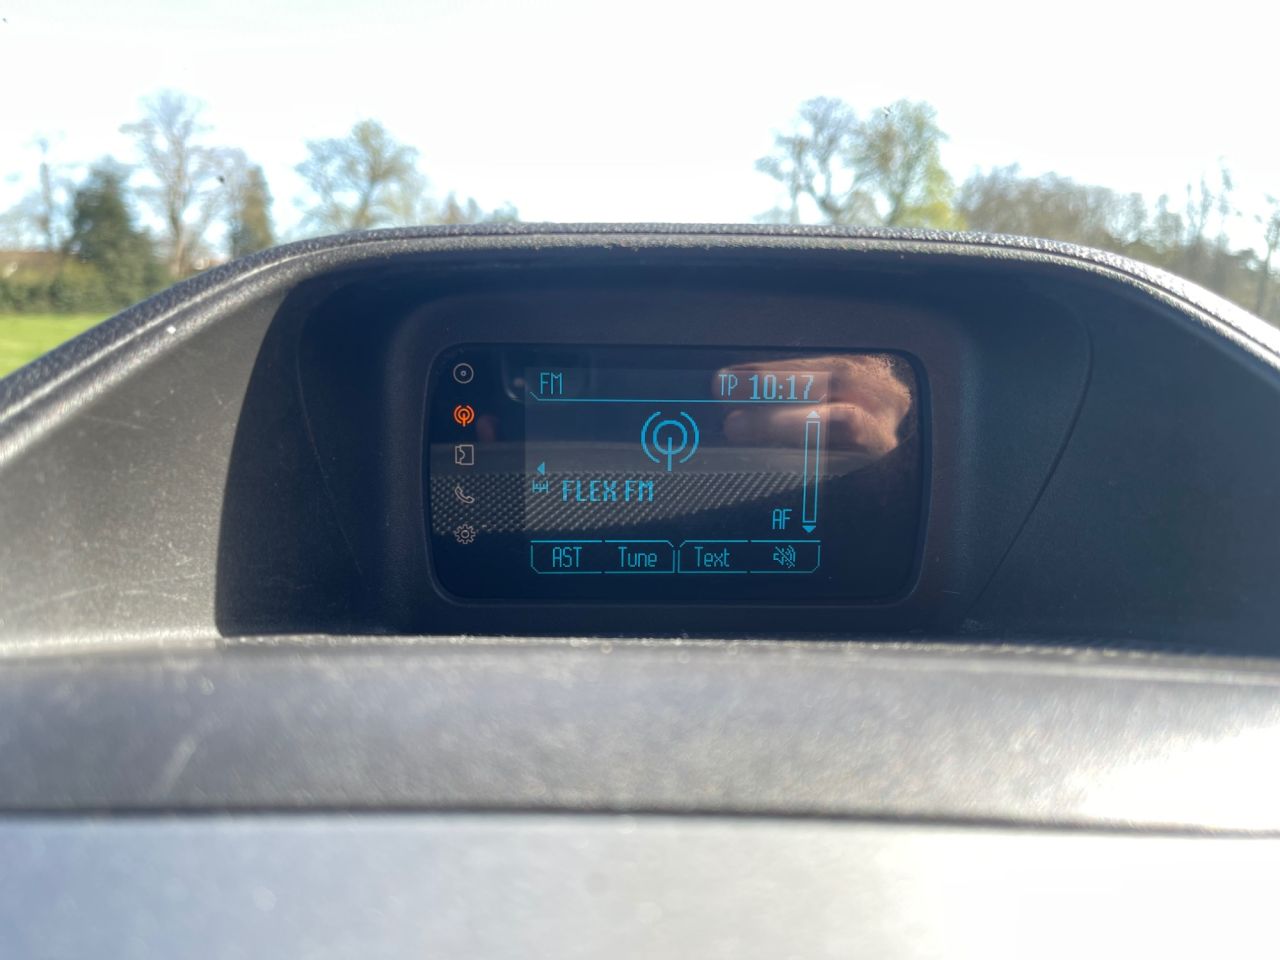 FM TP 10:17
FLEX FM
AF
AST Tune Text